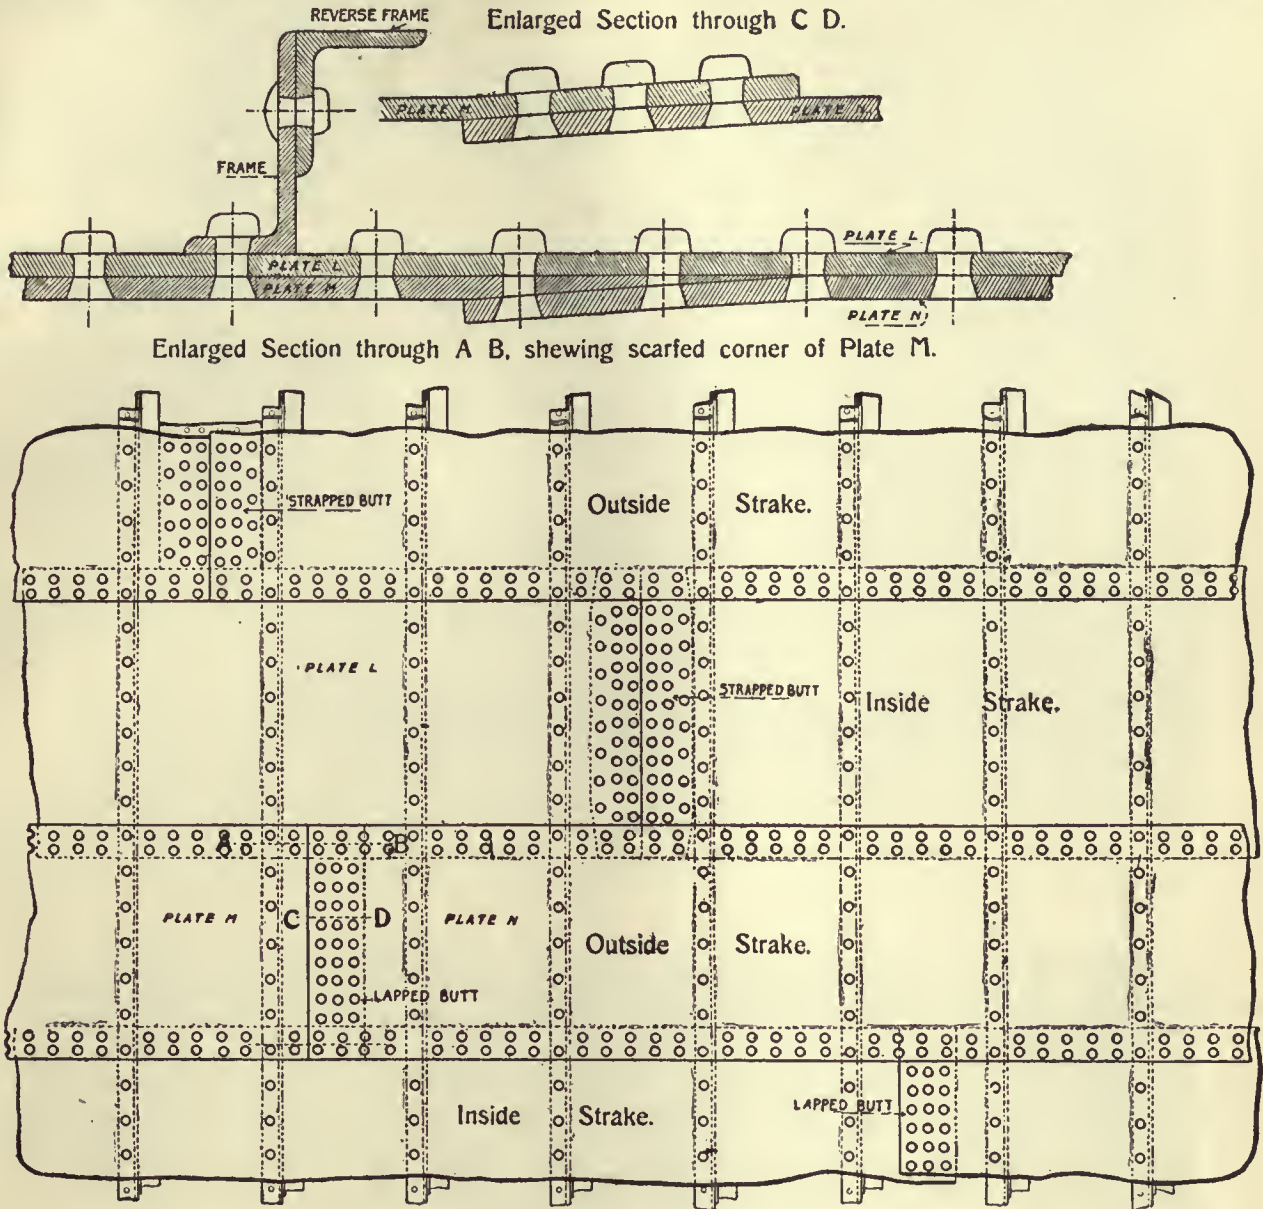 REVERSE FRAME
Enlarged Section through C D.
PLATE M
PLATE N
FRAME
PLATE L
PLATE L
PLATE M
PLATE N
Enlarged Section through A B, shewing scarfed corner of Plate M.
STRAPPED BUTT
Outside Strake.
PLATE L
STRAPPED BUTT
Inside Strake.
A B
PLATE M C D PLATE N
Outside Strake.
LAPPED BUTT
Inside Strake.
LAPPED BUTT